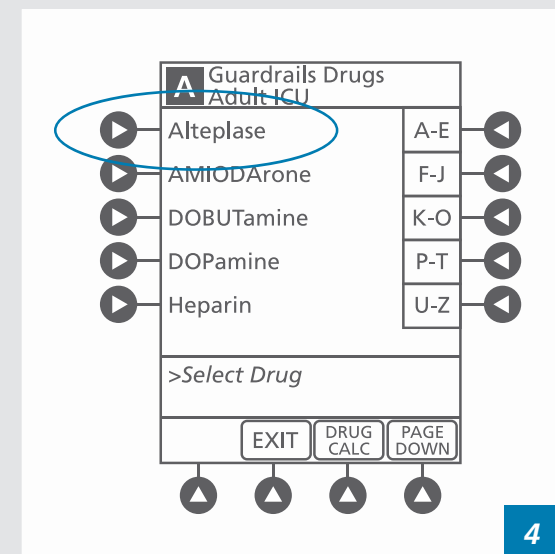 A Guardrails Drugs
Adult ICU
Alteplase A-E
AMIODArone F-J
DOBUTamine K-O
DOPamine P-T
Heparin U-Z
>Select Drug
EXIT DRUG CALC PAGE DOWN
4